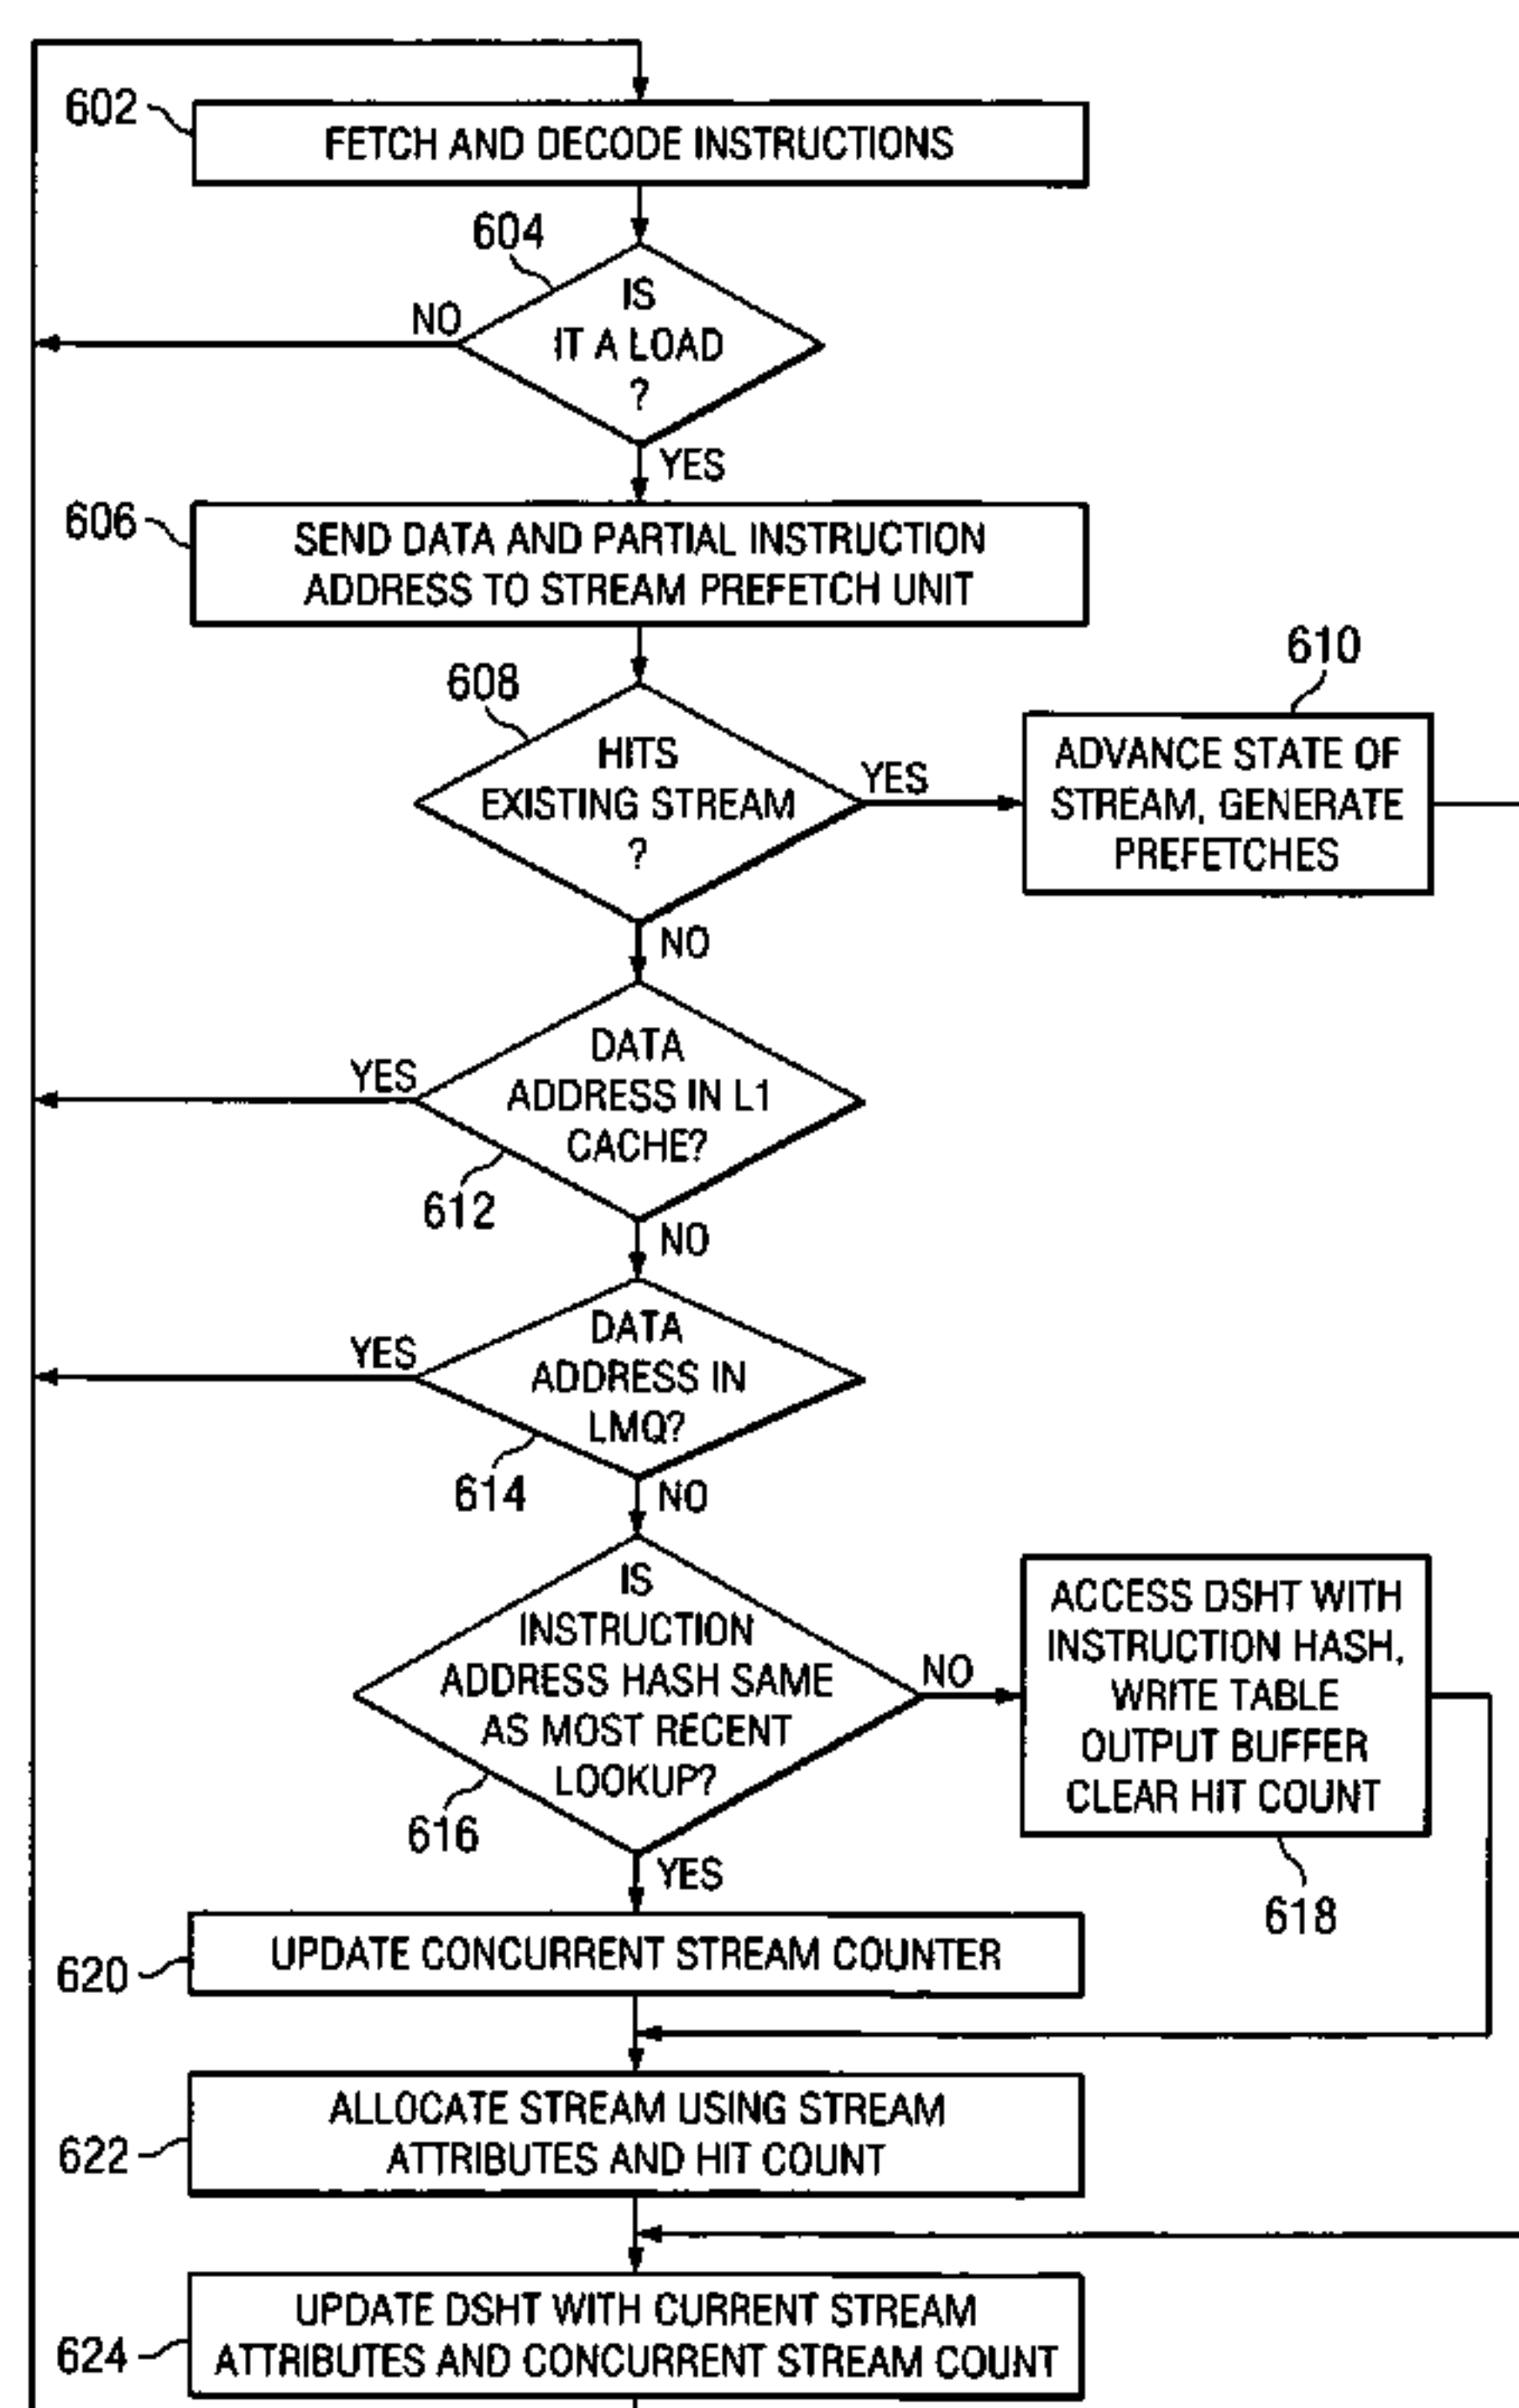 602
FETCH AND DECODE INSTRUCTIONS
604
IS
IT A LOAD
?
NO
YES
606
SEND DATA AND PARTIAL INSTRUCTION
ADDRESS TO STREAM PREFETCH UNIT
608
HITS
EXISTING STREAM
?
YES
610
ADVANCE STATE OF
STREAM, GENERATE
PREFETCHES
NO
DATA
ADDRESS IN L1
CACHE?
YES
612
NO
DATA
ADDRESS IN
LMQ?
YES
614
NO
IS
INSTRUCTION
ADDRESS HASH SAME
AS MOST RECENT
LOOKUP?
616
NO
ACCESS DSHT WITH
INSTRUCTION HASH,
WRITE TABLE
OUTPUT BUFFER
CLEAR HIT COUNT
618
YES
620
UPDATE CONCURRENT STREAM COUNTER
622
ALLOCATE STREAM USING STREAM
ATTRIBUTES AND HIT COUNT
624
UPDATE DSHT WITH CURRENT STREAM
ATTRIBUTES AND CONCURRENT STREAM COUNT